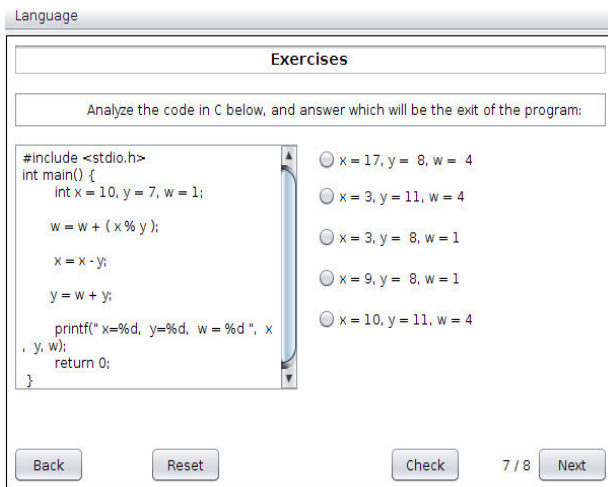 Language
Exercises
Analyze the code in C below, and answer which will be the exit of the program:
#include <stdio.h>
int main() {
int x = 10, y = 7, w = 1;
w = w + ( x % y );
x = x - y;
y = w + y;
printf(" x=%d,  y=%d,  w = %d ",  x
,  y, w);
return 0;
}
x = 17, y =  8, w =  4
x = 3, y = 11, w = 4
x = 3, y =  8, w = 1
x = 9, y =  8, w = 1
x = 10, y = 11, w = 4
Back
Reset
Check
7 / 8
Next